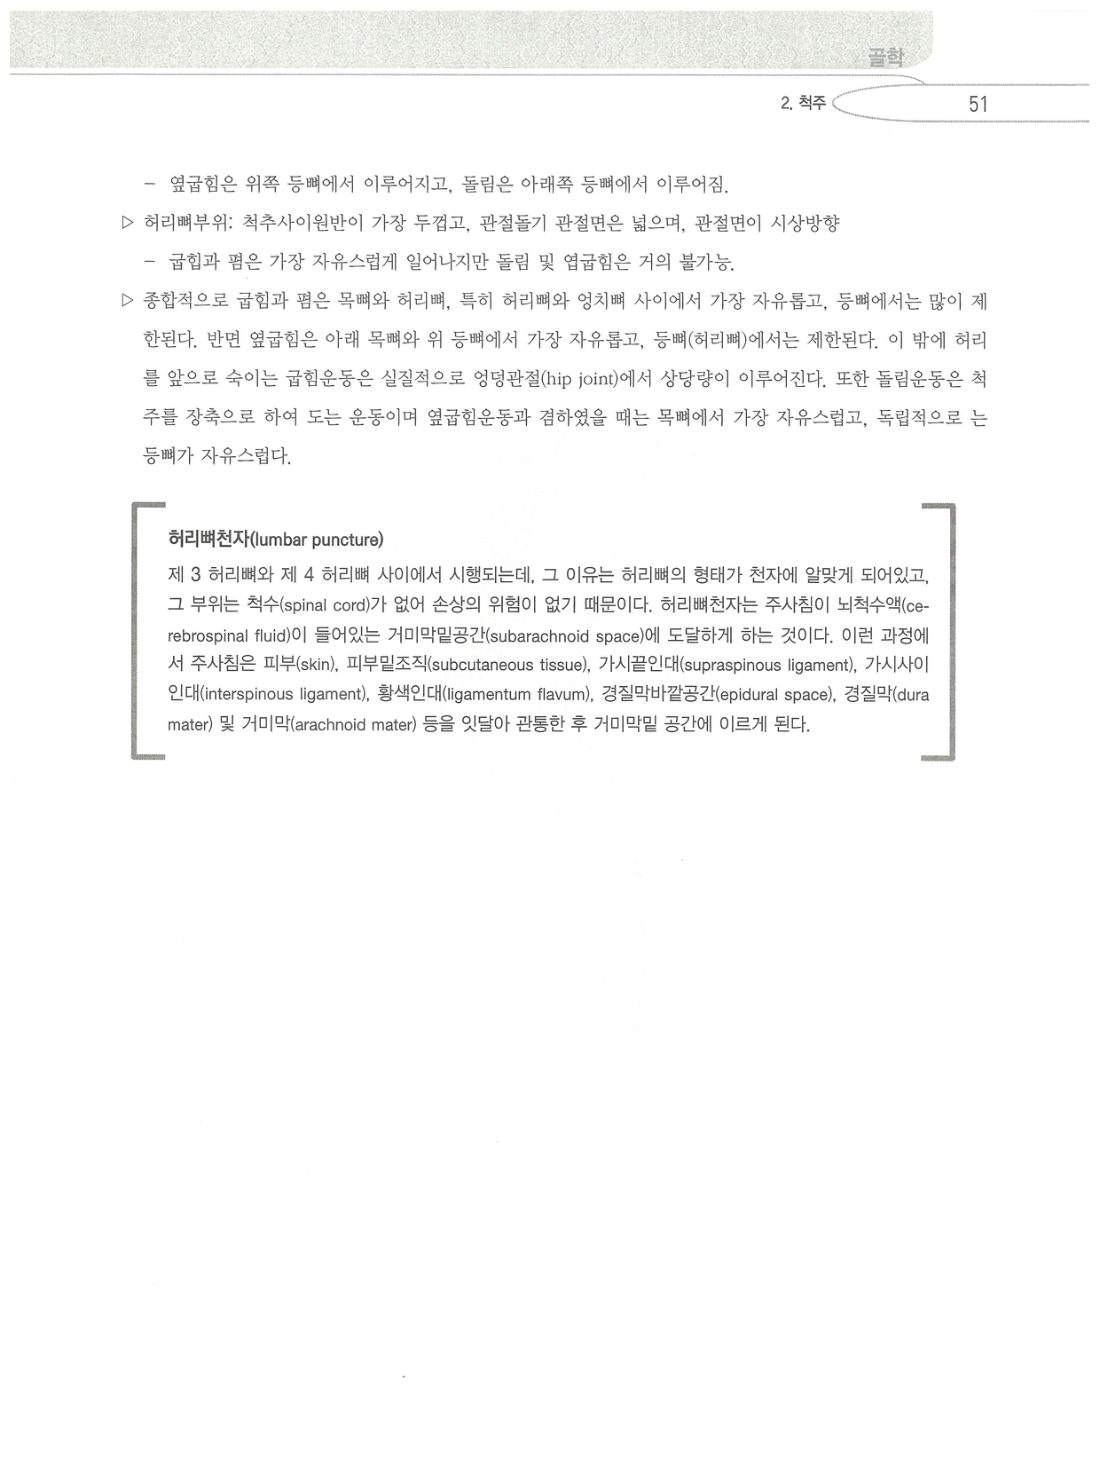 골학
2. 척주
51
– 옆굽힘은 위쪽 등뼈에서 이루어지고, 돌림은 아래쪽 등뼈에서 이루어짐.
▷ 허리뼈부위: 척추사이원반이 가장 두껍고, 관절돌기 관절면은 넓으며, 관절면이 시상방향
– 굽힙과 폄은 가장 자유스럽게 일어나지만 돌림 및 엽굽힘은 거의 불가능.
▷ 종합적으로 굽힘과 폄은 목뼈와 허리뼈, 특히 허리뼈와 엉치뼈 사이에서 가장 자유롭고, 등뼈에서는 많이 제
한된다. 반면 옆굽힘은 아래 목뼈와 위 등뼈에서 가장 자유롭고, 등뼈(허리뼈)에서는 제한된다. 이 밖에 허리
를 앞으로 숙이는 굽힘운동은 실질적으로 엉덩관절(hip joint)에서 상당량이 이루어진다. 또한 돌림운동은 척
주를 장축으로 하여 도는 운동이며 옆굽힘운동과 겸하였을 때는 목뼈에서 가장 자유스럽고, 독립적으로 는
등뼈가 자유스럽다.
허리뼈천자(lumbar puncture)
제 3 허리뼈와 제 4 허리뼈 사이에서 시행되는데, 그 이유는 허리뼈의 형태가 천자에 알맞게 되어있고,
그 부위는 척수(spinal cord)가 없어 손상의 위험이 없기 때문이다. 허리뼈천자는 주사침이 뇌척수액(ce-
rebrospinal fluid)이 들어있는 거미막밑공간(subarachnoid space)에 도달하게 하는 것이다. 이런 과정에
서 주사침은 피부(skin), 피부밑조직(subcutaneous tissue), 가시끝인대(supraspinous ligament), 가시사이
인대(interspinous ligament), 황색인대(ligamentum flavum), 경질막바깥공간(epidural space), 경질막(dura
mater) 및 거미막(arachnoid mater) 등을 잇달아 관통한 후 거미막밑 공간에 이르게 된다.